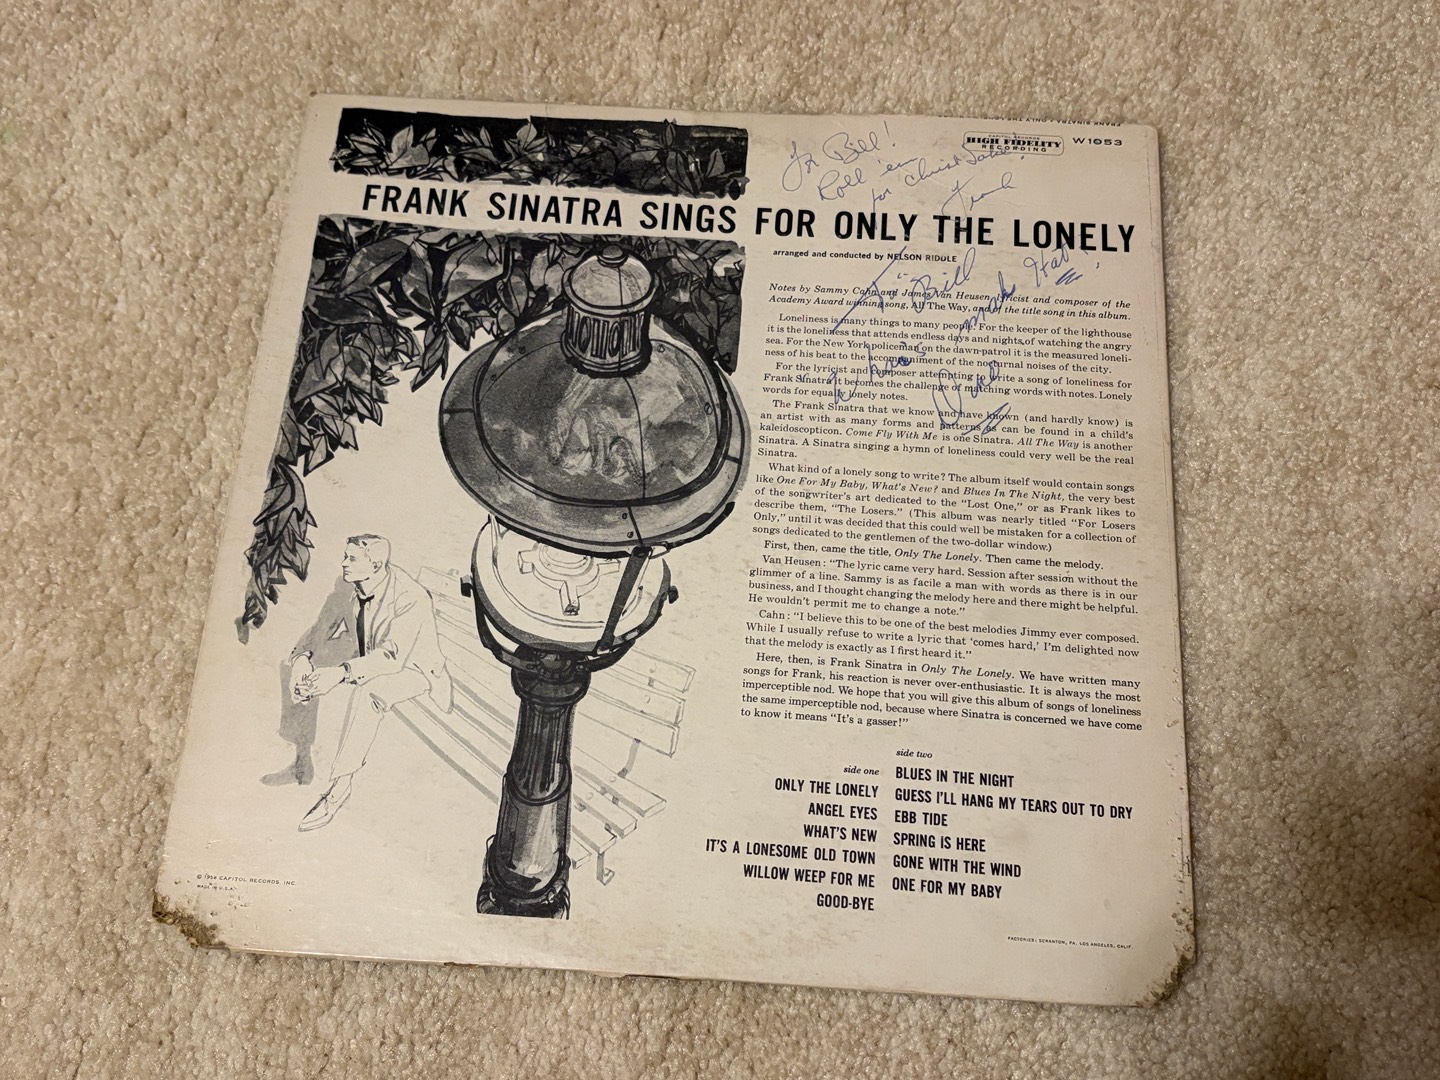 FRANK SINATRA • ONLY THE
CAPITOL RECORDS
HIGH FIDELITY
RECORDING
W1053
For Bill!
Roll 'em
for Christ Sake!
Frank
FRANK SINATRA SINGS FOR ONLY THE LONELY
arranged and conducted by NELSON RIDDLE
To Bill
Hat!
Notes by Sammy Cahn and James Van Heusen, lyricist and composer of the
Academy Award winning song, All The Way, and of the title song in this album.
Loneliness is many things to many people. For the keeper of the lighthouse
it is the loneliness that attends endless days and nights of watching the angry
sea. For the New York policeman on the dawn-patrol it is the measured loneli-
ness of his beat to the accompaniment of the nocturnal noises of the city.
For the lyricist and composer attempting to write a song of loneliness for
Frank Sinatra it becomes the challenge of matching words with notes. Lonely
words for equally lonely notes.
The Frank Sinatra that we know and have known (and hardly know) is
an artist with as many forms and patterns as can be found in a child's
kaleidoscopticon. Come Fly With Me is one Sinatra. All The Way is another
Sinatra. A Sinatra singing a hymn of loneliness could very well be the real
Sinatra.
What kind of a lonely song to write? The album itself would contain songs
like One For My Baby, What's New? and Blues In The Night, the very best
of the songwriter's art dedicated to the "Lost One," or as Frank likes to
describe them, "The Losers." (This album was nearly titled "For Losers
Only," until it was decided that this could well be mistaken for a collection of
songs dedicated to the gentlemen of the two-dollar window.)
First, then, came the title, Only The Lonely. Then came the melody.
Van Heusen: "The lyric came very hard. Session after session without the
glimmer of a line. Sammy is as facile a man with words as there is in our
business, and I thought changing the melody here and there might be helpful.
He wouldn't permit me to change a note."
Cahn: "I believe this to be one of the best melodies Jimmy ever composed.
While I usually refuse to write a lyric that 'comes hard,' I'm delighted now
that the melody is exactly as I first heard it."
Here, then, is Frank Sinatra in Only The Lonely. We have written many
songs for Frank, his reaction is never over-enthusiastic. It is always the most
imperceptible nod. We hope that you will give this album of songs of loneliness
the same imperceptible nod, because where Sinatra is concerned we have come
to know it means "It's a gasser!"
side one
ONLY THE LONELY
ANGEL EYES
WHAT'S NEW
IT'S A LONESOME OLD TOWN
WILLOW WEEP FOR ME
GOOD-BYE
side two
BLUES IN THE NIGHT
GUESS I'LL HANG MY TEARS OUT TO DRY
EBB TIDE
SPRING IS HERE
GONE WITH THE WIND
ONE FOR MY BABY
© 1958 CAPITOL RECORDS, INC.
MADE IN U.S.A.
FACTORIES: SCRANTON, PA. LOS ANGELES, CALIF.